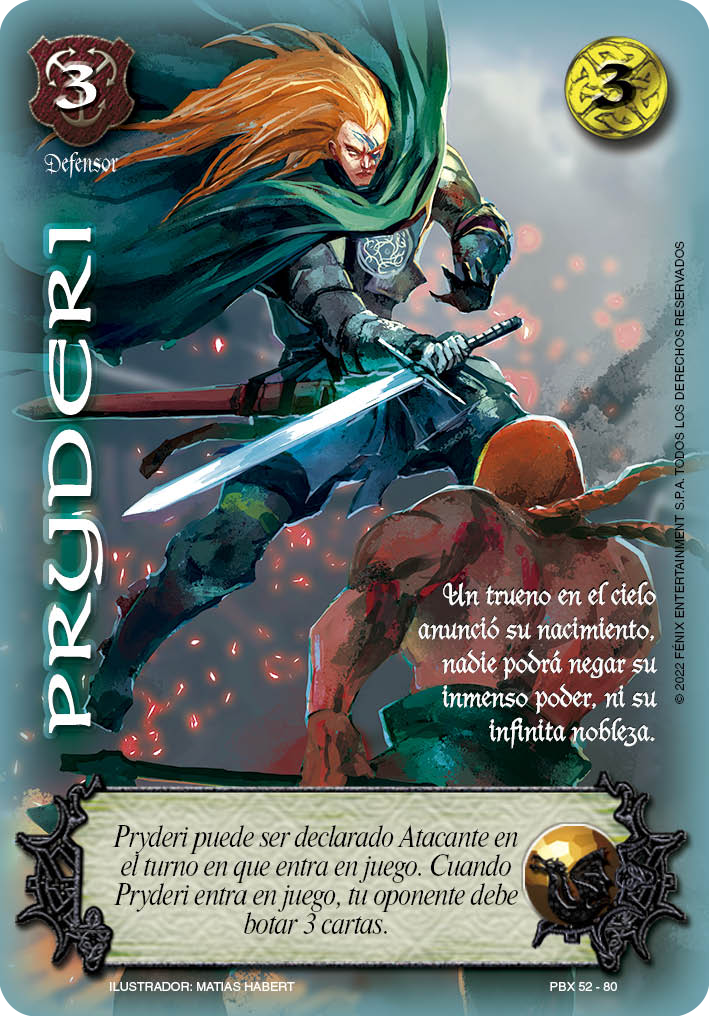 3
Defensor
3
PRYDERI
Un trueno en el cielo
anunció su nacimiento,
nadie podrá negar su
inmenso poder, ni su
infinita nobleza.
© 2022 FÉNIX ENTERTAINMENT S.P.A. TODOS LOS DERECHOS RESERVADOS
Pryderi puede ser declarado Atacante en
el turno en que entra en juego. Cuando
Pryderi entra en juego, tu oponente debe
botar 3 cartas.
ILUSTRADOR: MATIAS HABERT
PBX 52 - 80